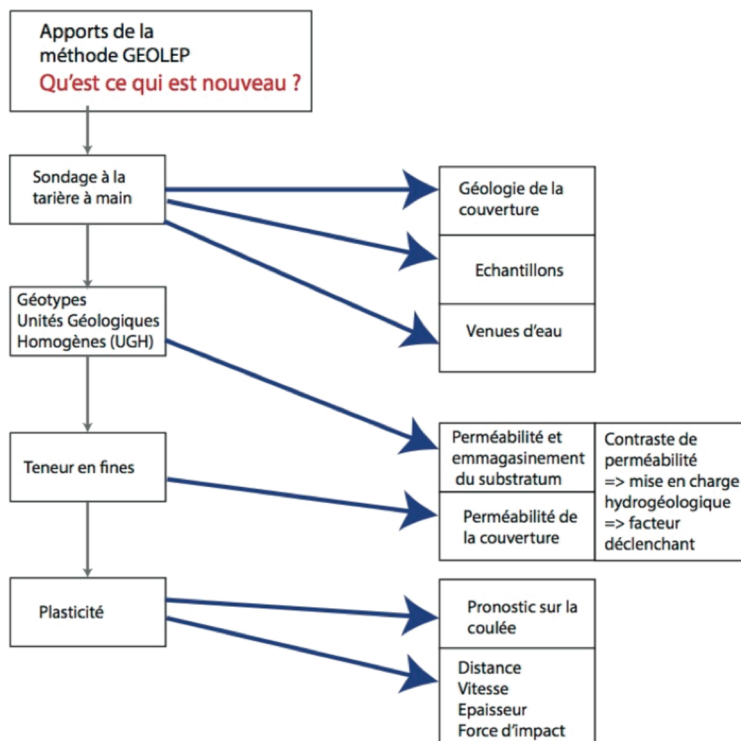 Apports de la
méthode GEOLEP
Qu'est ce qui est nouveau ?
Sondage à la
tarière à main
Géologie de la
couverture
Echantillons
Venues d'eau
Géotypes
Unités Géologiques
Homogènes (UGH)
Perméabilité et
emmagasinement
du substratum
Contraste de
perméabilité
=> mise en charge
hydrogéologique
=> facteur
déclenchant
Teneur en fines
Perméabilité de
la couverture
Plasticité
Pronostic sur la
coulée
Distance
Vitesse
Epaisseur
Force d'impact